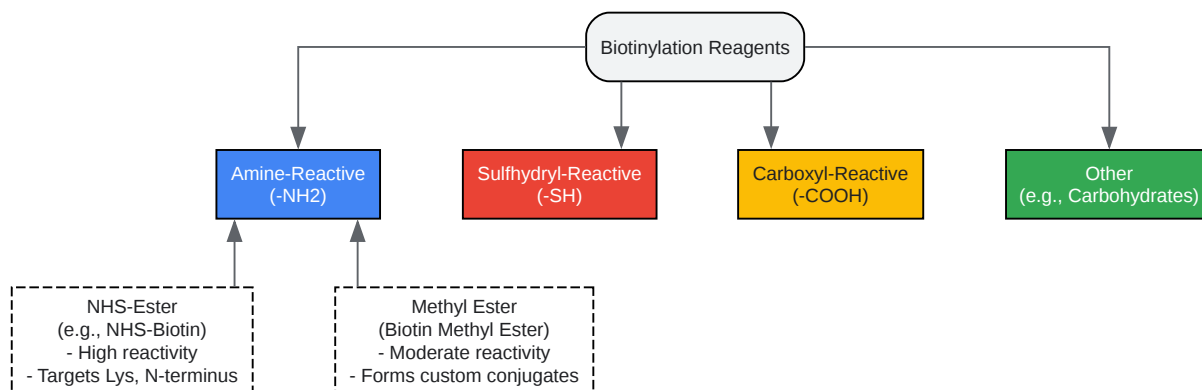 Biotinylation Reagents
Amine-Reactive
(-NH2)
Sulfhydryl-Reactive
(-SH)
Carboxyl-Reactive
(-COOH)
Other
(e.g., Carbohydrates)
NHS-Ester
(e.g., NHS-Biotin)
- High reactivity
- Targets Lys, N-terminus
Methyl Ester
(Biotin Methyl Ester)
- Moderate reactivity
- Forms custom conjugates